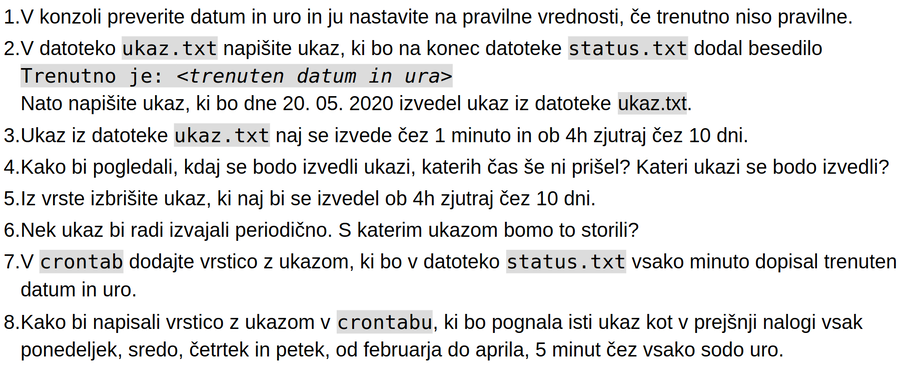 1.V konzoli preverite datum in uro in ju nastavite na pravilne vrednosti, če trenutno niso pravilne.
2.V datoteko ukaz.txt napišite ukaz, ki bo na konec datoteke status.txt dodal besedilo
Trenutno je: <trenuten datum in ura>
Nato napišite ukaz, ki bo dne 20. 05. 2020 izvedel ukaz iz datoteke ukaz.txt.
3.Ukaz iz datoteke ukaz.txt naj se izvede čez 1 minuto in ob 4h zjutraj čez 10 dni.
4.Kako bi pogledali, kdaj se bodo izvedli ukazi, katerih čas še ni prišel? Kateri ukazi se bodo izvedli?
5.Iz vrste izbrišite ukaz, ki naj bi se izvedel ob 4h zjutraj čez 10 dni.
6.Nek ukaz bi radi izvajali periodično. S katerim ukazom bomo to storili?
7.V crontab dodajte vrstico z ukazom, ki bo v datoteko status.txt vsako minuto dopisal trenuten
datum in uro.
8.Kako bi napisali vrstico z ukazom v crontabu, ki bo pognala isti ukaz kot v prejšnji nalogi vsak
ponedeljek, sredo, četrtek in petek, od februarja do aprila, 5 minut čez vsako sodo uro.